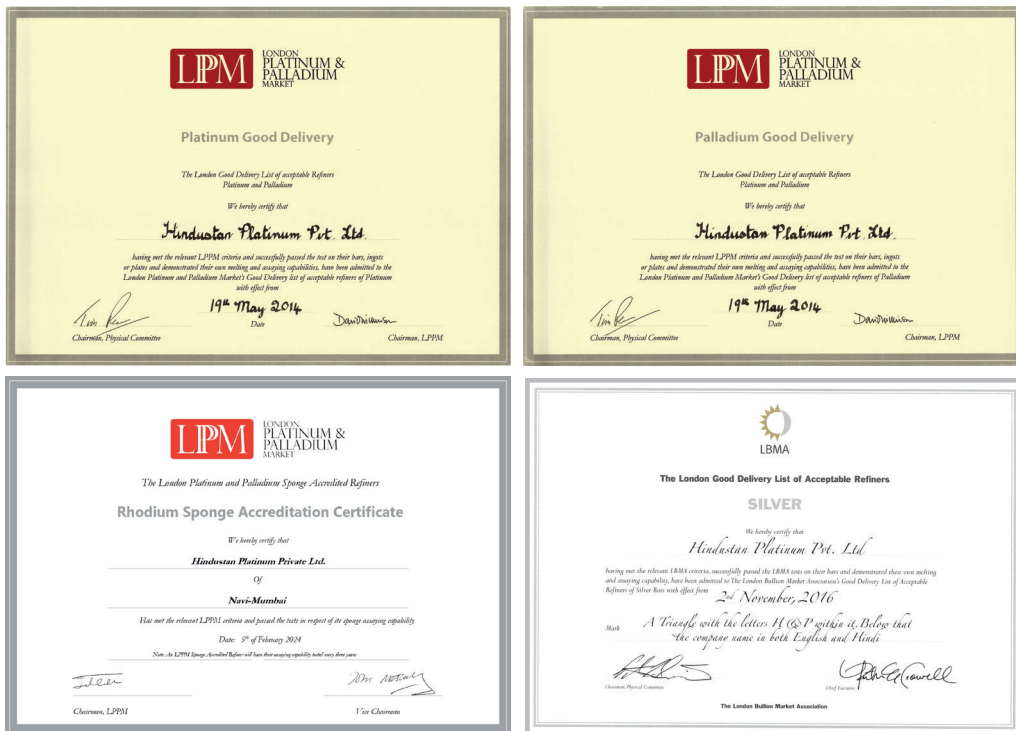 LPPM
LONDON
PLATINUM &
PALLADIUM
MARKET
Platinum Good Delivery
The London Good Delivery List of acceptable Refiners
Platinum and Palladium
We hereby certify that
Hindustan Platinum Pvt. Ltd.
having met the relevant LPPM criteria and successfully passed the test on their bars, ingots
or plates and demonstrated their own melting and assaying capabilities, have been admitted to the
London Platinum and Palladium Market's Good Delivery list of acceptable refiners of Platinum
with effect from
19th May 2014
Date
Chairman, Physical Committee
Chairman, LPPM
LPPM
LONDON
PLATINUM &
PALLADIUM
MARKET
Palladium Good Delivery
The London Good Delivery List of acceptable Refiners
Platinum and Palladium
We hereby certify that
Hindustan Platinum Pvt. Ltd.
having met the relevant LPPM criteria and successfully passed the test on their bars, ingots
or plates and demonstrated their own melting and assaying capabilities, have been admitted to the
London Platinum and Palladium Market's Good Delivery list of acceptable refiners of Palladium
with effect from
19th May 2014
Date
Chairman, Physical Committee
Chairman, LPPM
LPPM
LONDON
PLATINUM &
PALLADIUM
MARKET
The London Platinum and Palladium Sponge Accredited Refiners
Rhodium Sponge Accreditation Certificate
We hereby certify that
Hindustan Platinum Private Ltd.
Of
Navi-Mumbai
Has met the relevant LPPM criteria and passed the tests in respect of its sponge assaying capability
Date: 5th of February 2024
Note: An LPPM Sponge Accredited Refiner will have their assaying capability tested every three years
Chairman, LPPM
Vice Chairman
LBMA
The London Good Delivery List of Acceptable Refiners
SILVER
We hereby certify that
Hindustan Platinum Pvt. Ltd
having met the relevant LBMA criteria, successfully passed the LBMA tests on their bars and demonstrated their own melting
and assaying capability, have been admitted to The London Bullion Market Association's Good Delivery List of Acceptable
Refiners of Silver Bars with effect from 2nd November, 2016
Mark A Triangle with the letters H & P within it. Below that
the company name in both English and Hindi
Chairman, Physical Committee
Chief Executive
The London Bullion Market Association